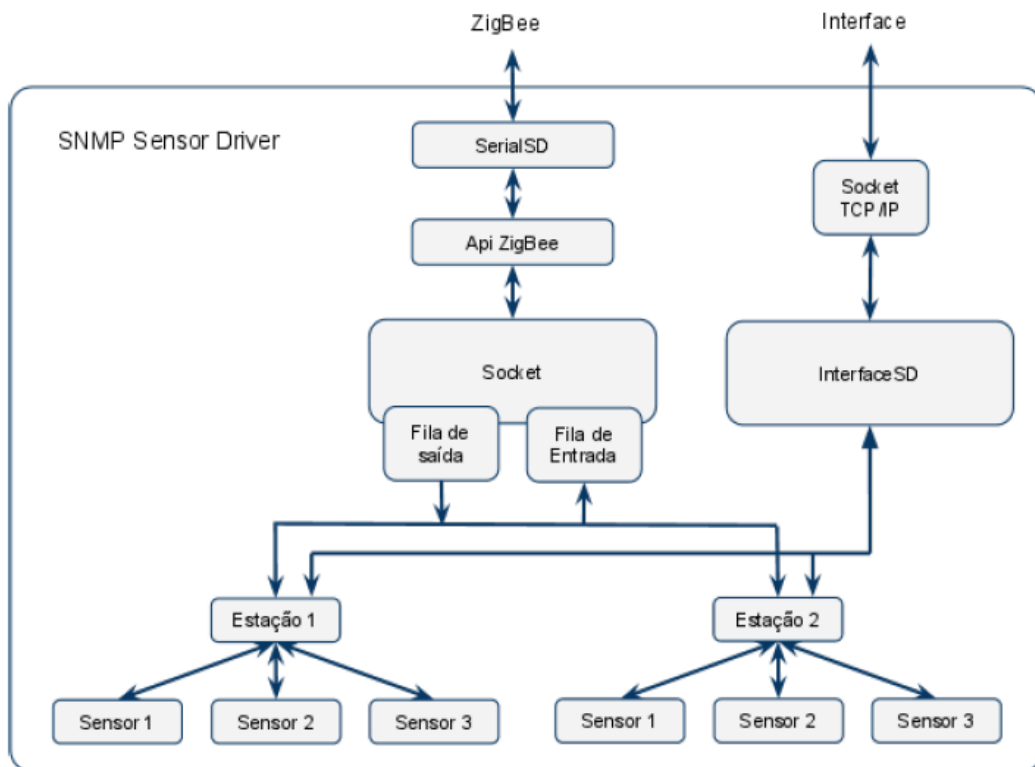 ZigBee
Interface
SNMP Sensor Driver
SerialSD
Socket
TCP/IP
Api ZigBee
Socket
InterfaceSD
Fila de
saída
Fila de
Entrada
Estação 1
Estação 2
Sensor 1
Sensor 2
Sensor 3
Sensor 1
Sensor 2
Sensor 3